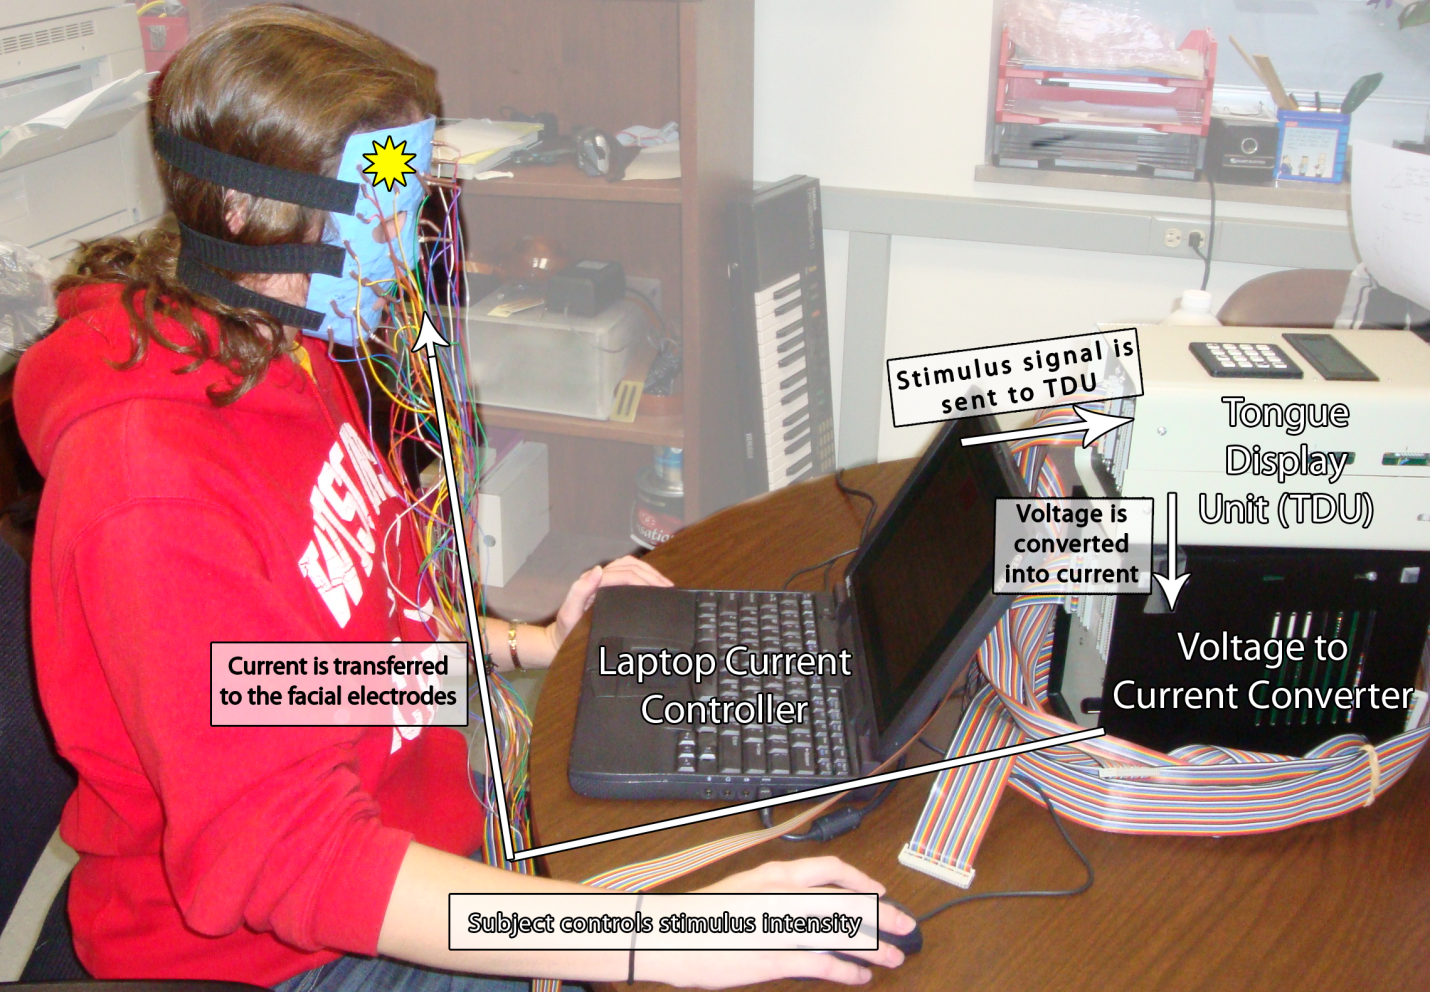 Stimulus signal is
sent to TDU
Tongue
Display
Unit (TDU)
Voltage is
converted
into current
Voltage to
Current Converter
Laptop Current
Controller
Current is transferred
to the facial electrodes
Subject controls stimulus intensity